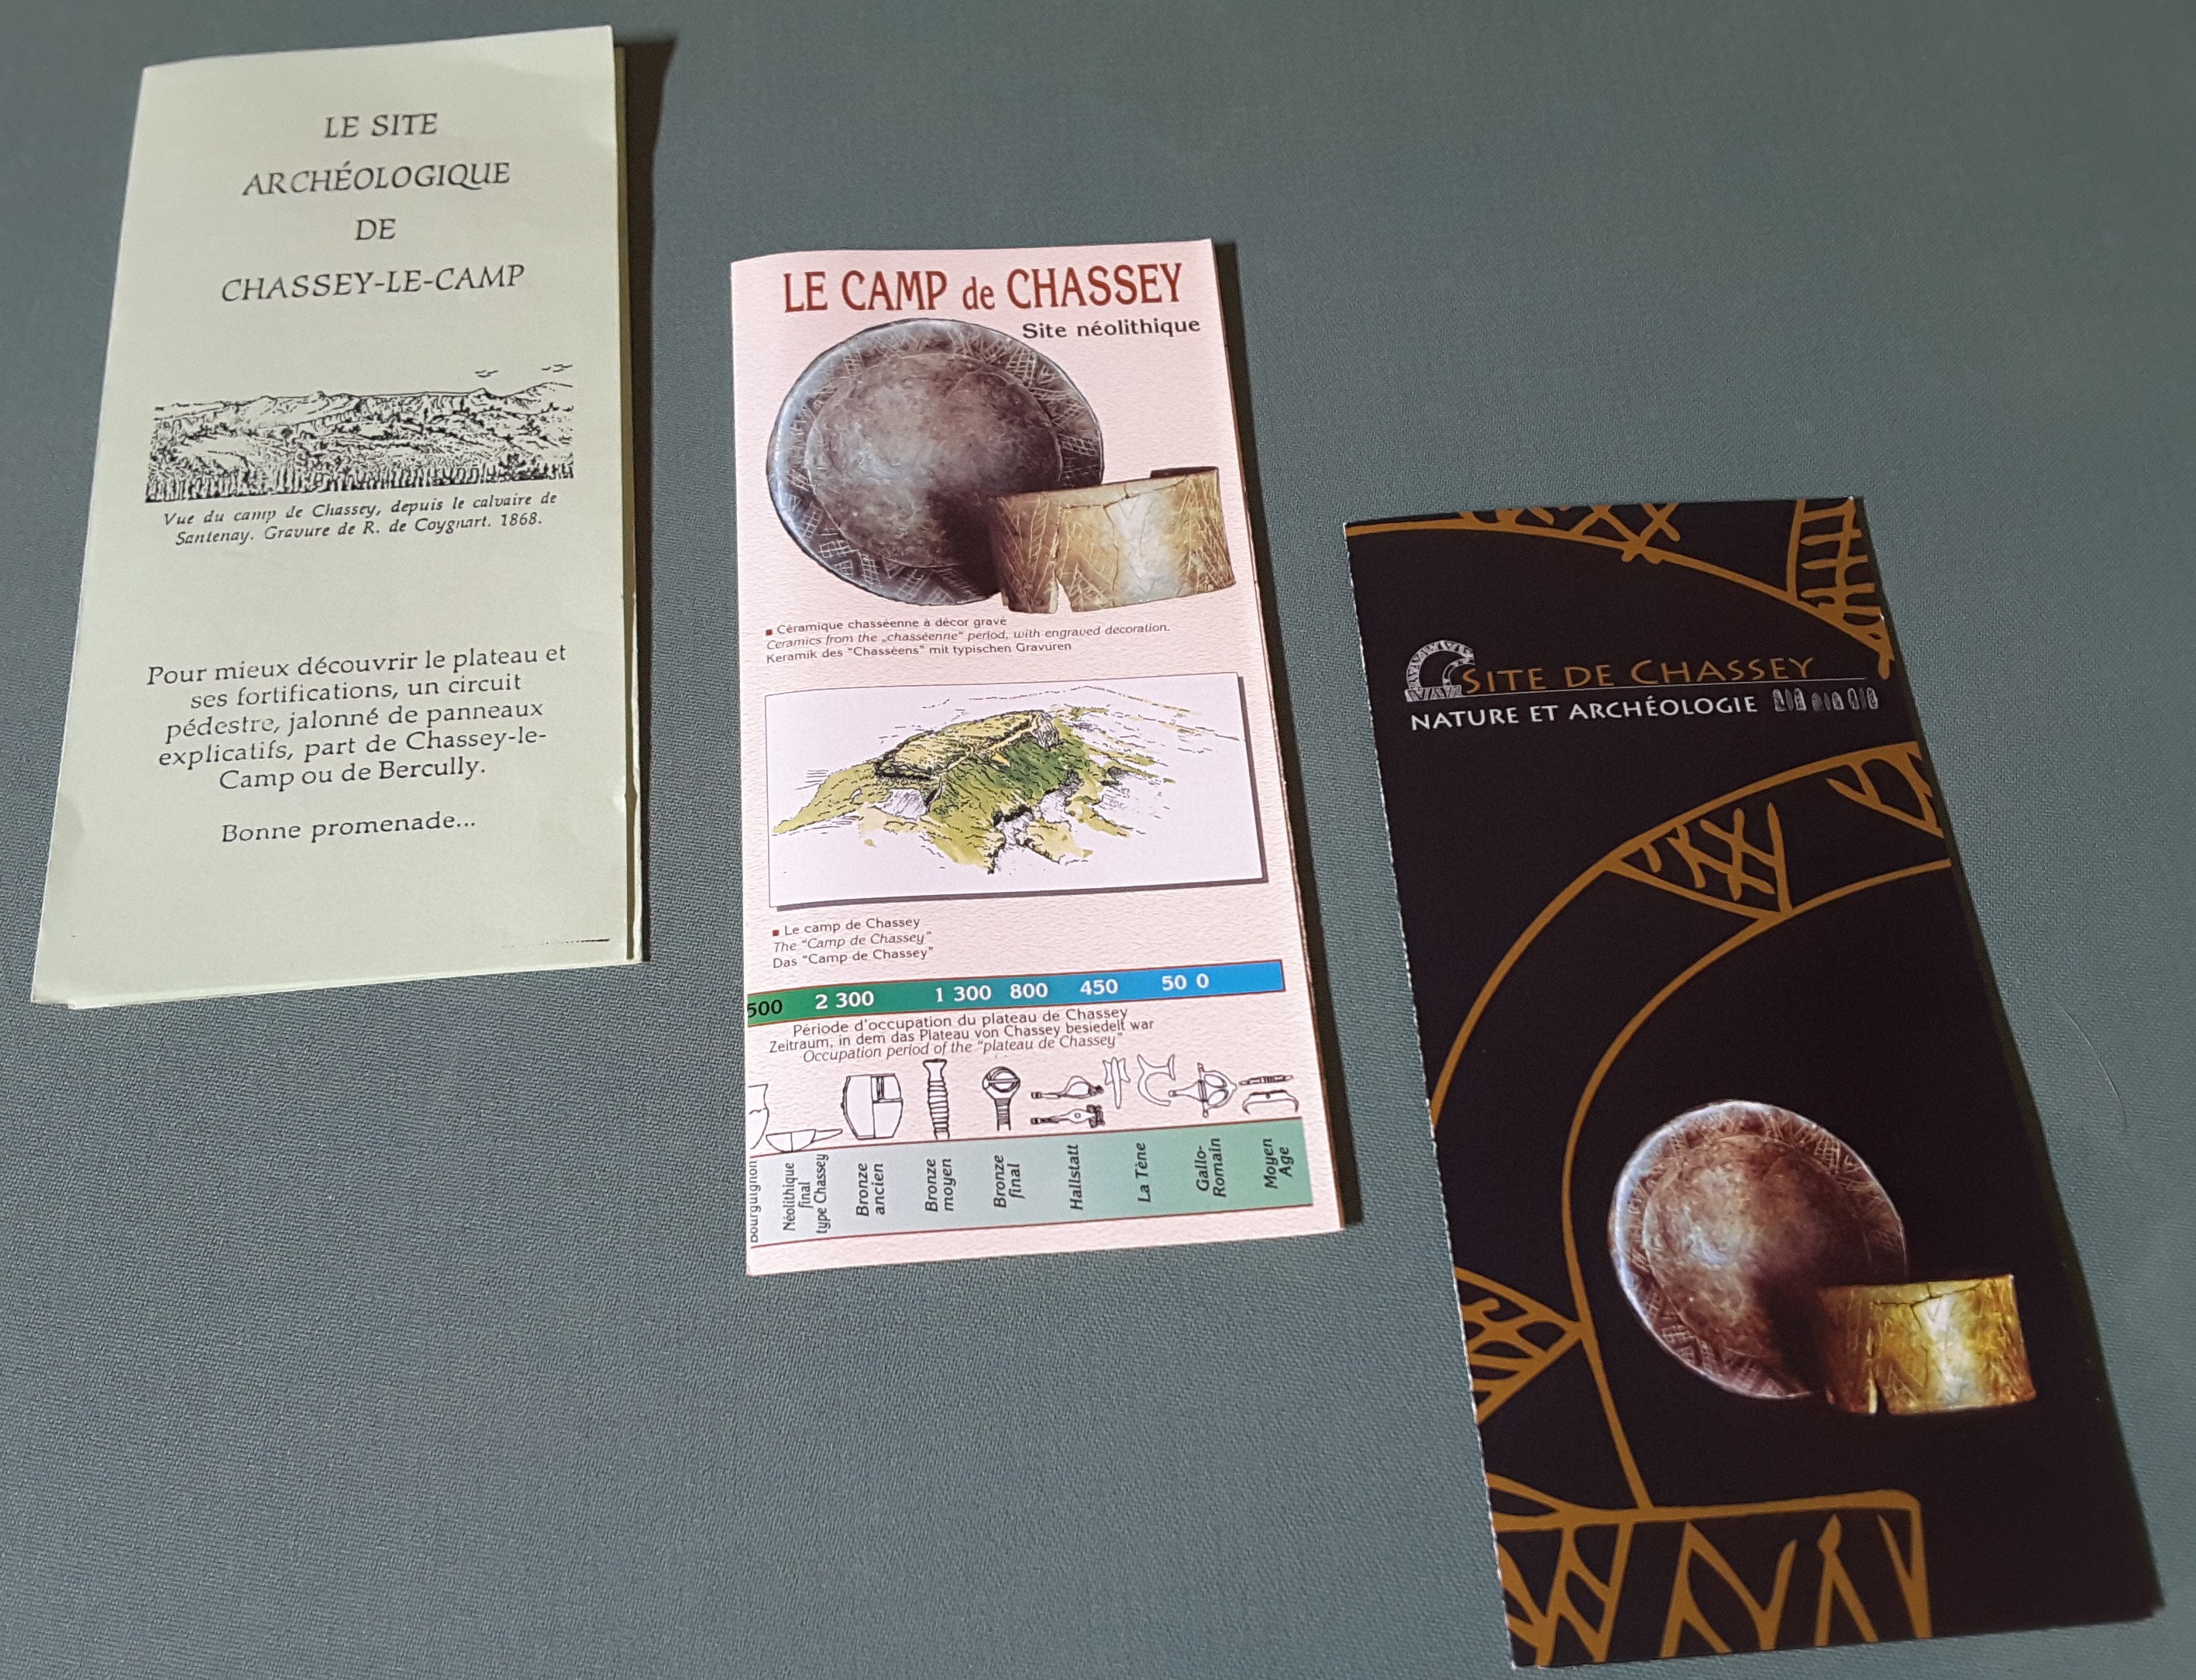 LE SITE
ARCHÉOLOGIQUE
DE
CHASSEY-LE-CAMP
Vue du camp de Chassey, depuis le calvaire de
Santenay. Gravure de R. de Coygnart. 1868.
Pour mieux découvrir le plateau et
ses fortifications, un circuit
pédestre, jalonné de panneaux
explicatifs, part de Chassey-le-
Camp ou de Bercully.
Bonne promenade...
LE CAMP de CHASSEY
Site néolithique
■ Céramique chasséenne à décor gravé
Ceramics from the „chasséenne" period, with engraved decoration.
Keramik des "Chasséens" mit typischen Gravuren
■ Le camp de Chassey
The "Camp de Chassey"
Das "Camp de Chassey"
500 2 300 1 300 800 450 50 0
Période d'occupation du plateau de Chassey
Zeitraum, in dem das Plateau von Chassey besiedelt war
Occupation period of the "plateau de Chassey"
Bourguignon
Néolithique
final
type Chassey
Bronze
ancien
Bronze
moyen
Bronze
final
Hallstatt
La Tène
Gallo-
Romain
Moyen
Age
SITE DE CHASSEY
NATURE ET ARCHÉOLOGIE